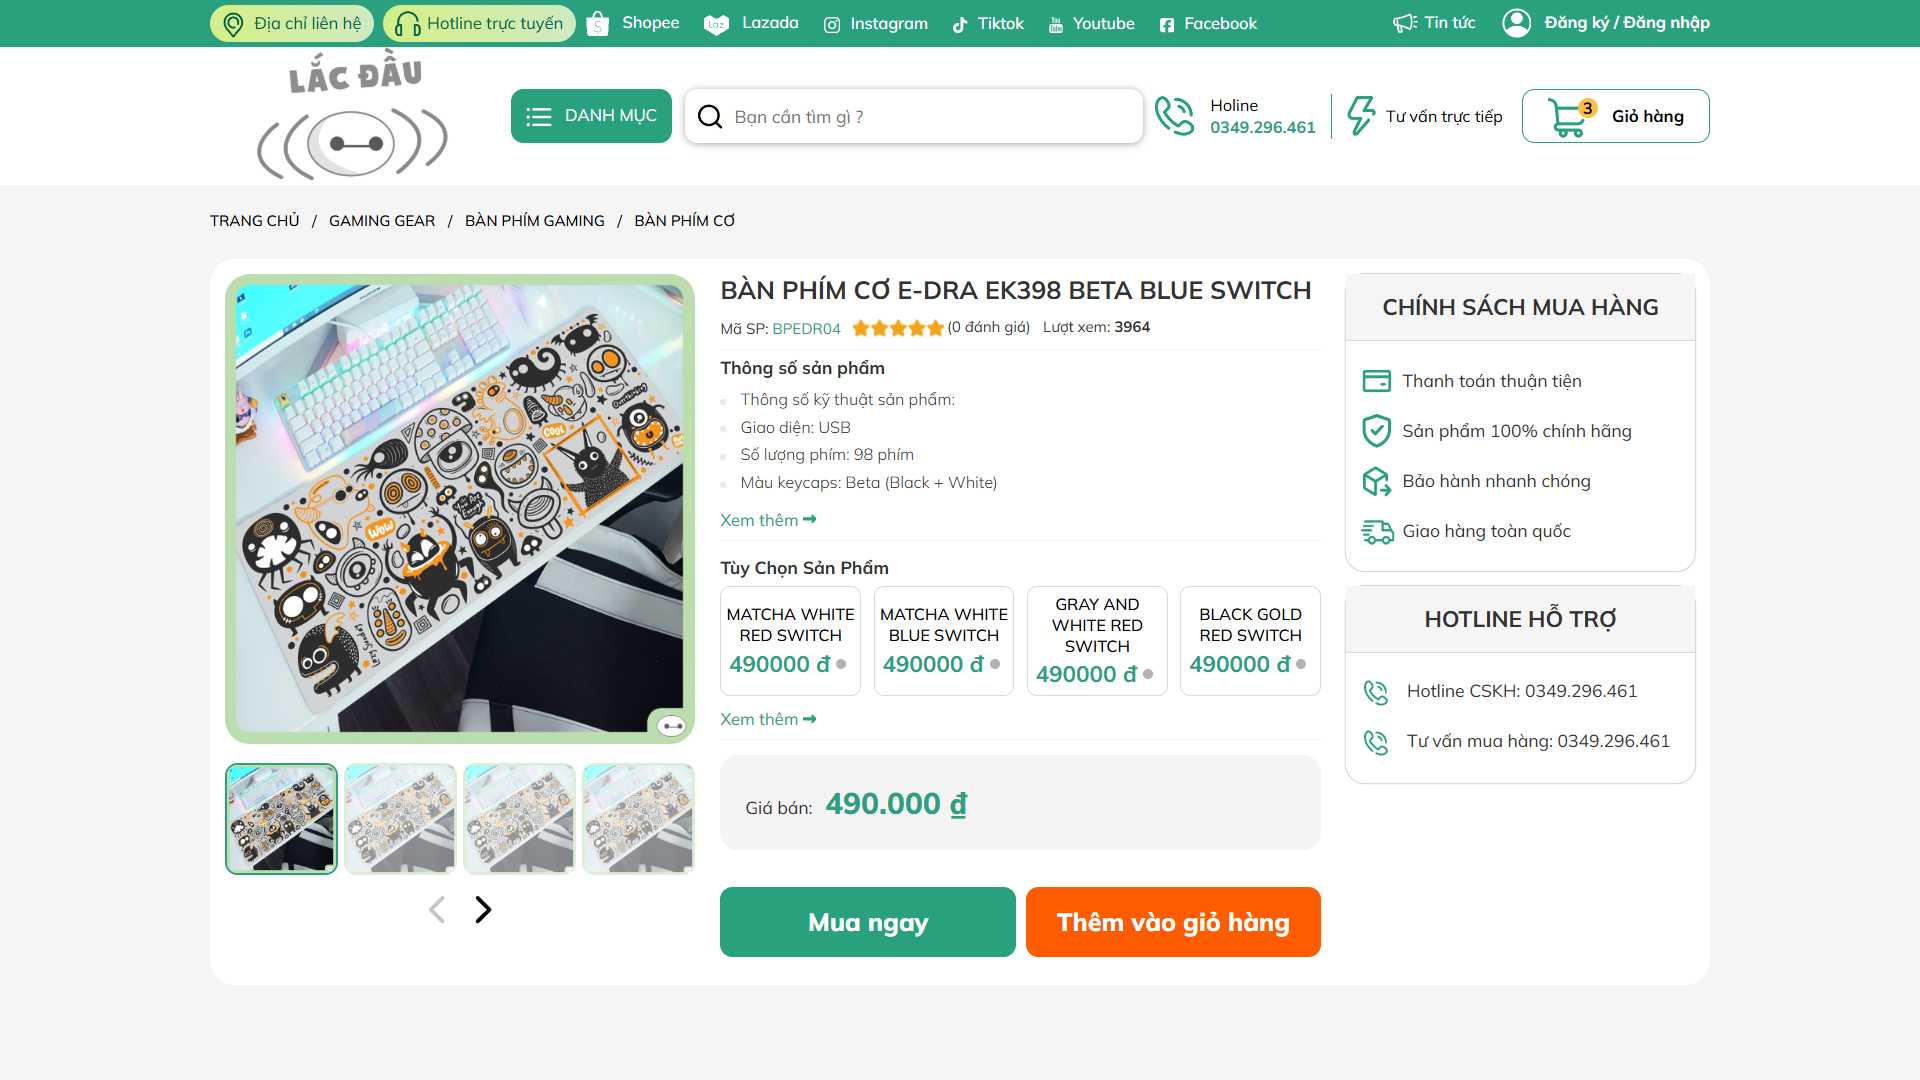 Địa chỉ liên hệ
Hotline trực tuyến
Shopee
Lazada
Instagram
Tiktok
Youtube
Facebook
Tin tức
Đăng ký / Đăng nhập
LẮC ĐẦU
DANH MỤC
Bạn cần tìm gì ?
Holine
0349.296.461
Tư vấn trực tiếp
3
Giỏ hàng
TRANG CHỦ / GAMING GEAR / BÀN PHÍM GAMING / BÀN PHÍM CƠ
BÀN PHÍM CƠ E-DRA EK398 BETA BLUE SWITCH
Mã SP: BPEDR04 (0 đánh giá) Lượt xem: 3964
Thông số sản phẩm
Thông số kỹ thuật sản phẩm:
Giao diện: USB
Số lượng phím: 98 phím
Màu keycaps: Beta (Black + White)
Xem thêm
Tùy Chọn Sản Phẩm
MATCHA WHITE
RED SWITCH
490000 đ
MATCHA WHITE
BLUE SWITCH
490000 đ
GRAY AND
WHITE RED
SWITCH
490000 đ
BLACK GOLD
RED SWITCH
490000 đ
Xem thêm
Giá bán: 490.000 ₫
Mua ngay
Thêm vào giỏ hàng
CHÍNH SÁCH MUA HÀNG
Thanh toán thuận tiện
Sản phẩm 100% chính hãng
Bảo hành nhanh chóng
Giao hàng toàn quốc
HOTLINE HỖ TRỢ
Hotline CSKH: 0349.296.461
Tư vấn mua hàng: 0349.296.461
COOL
WOW
You Are
Enough
Overthinking